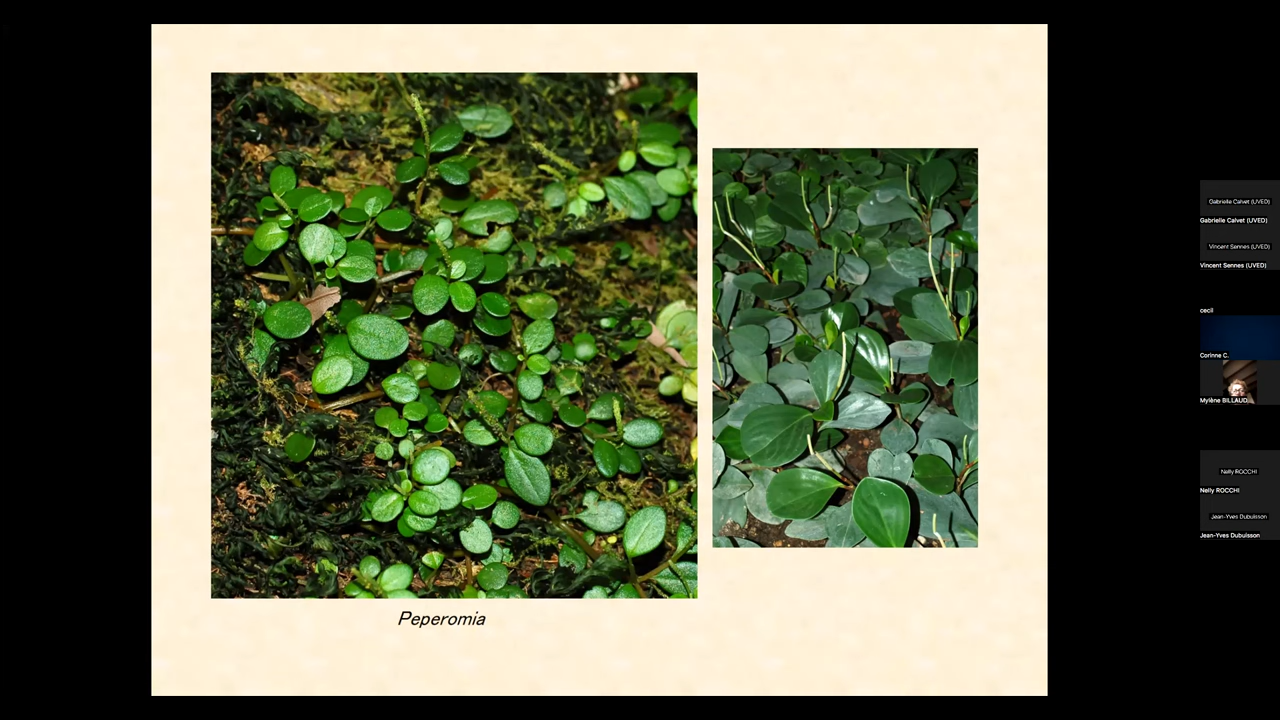 Peperomia
Gabrielle Calvet (UVED)
Gabrielle Calvet (UVED)
Vincent Sennes (UVED)
Vincent Sennes (UVED)
cecil
Corinne C.
Mylène BILLAUD
Nelly ROCCHI
Nelly ROCCHI
Jean-Yves Dubuisson
Jean-Yves Dubuisson